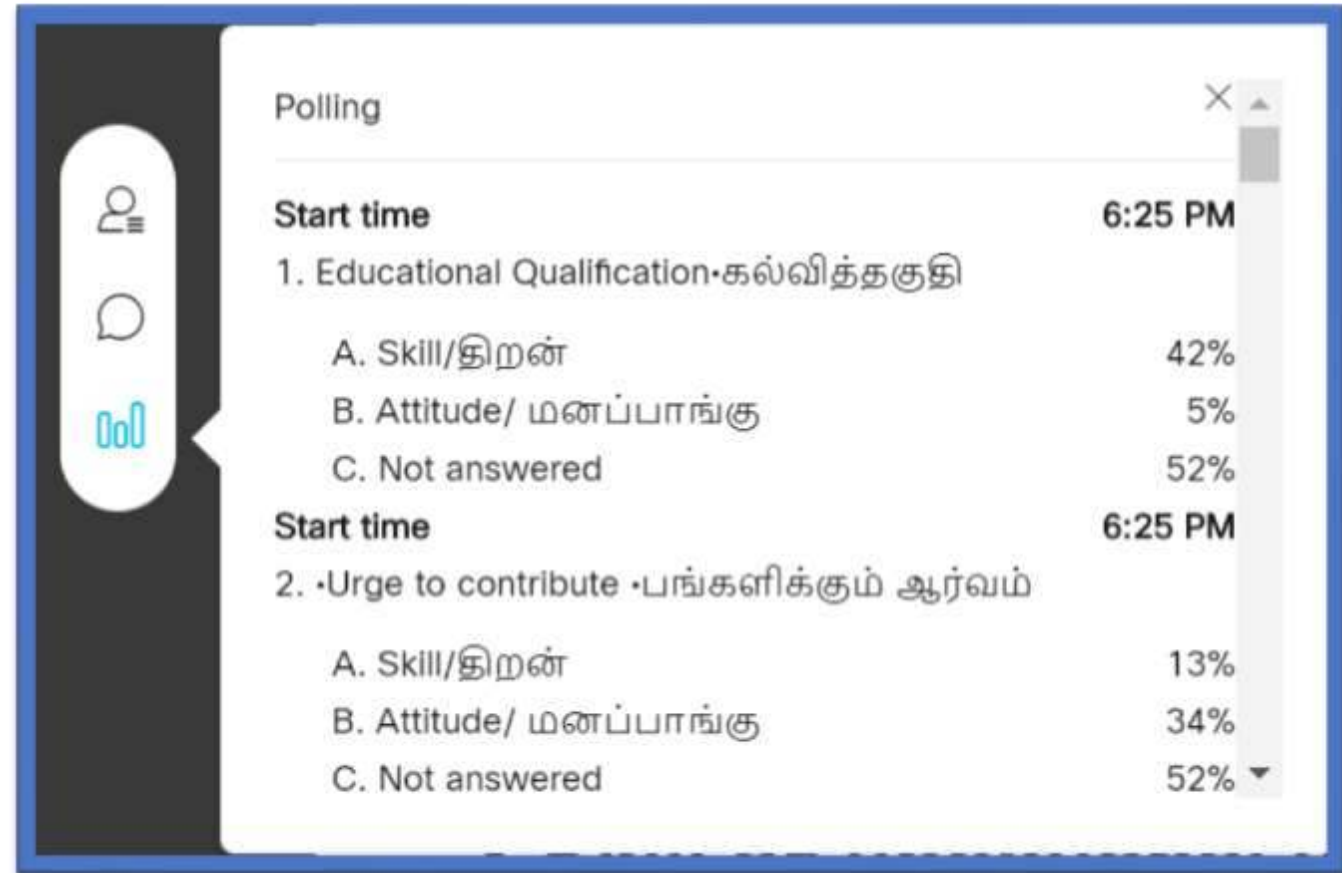 Polling
Start time 6:25 PM
1. Educational Qualification•கல்வித்தகுதி
A. Skill/திறன் 42%
B. Attitude/ மனப்பாங்கு 5%
C. Not answered 52%
Start time 6:25 PM
2. •Urge to contribute •பங்களிக்கும் ஆர்வம்
A. Skill/திறன் 13%
B. Attitude/ மனப்பாங்கு 34%
C. Not answered 52%